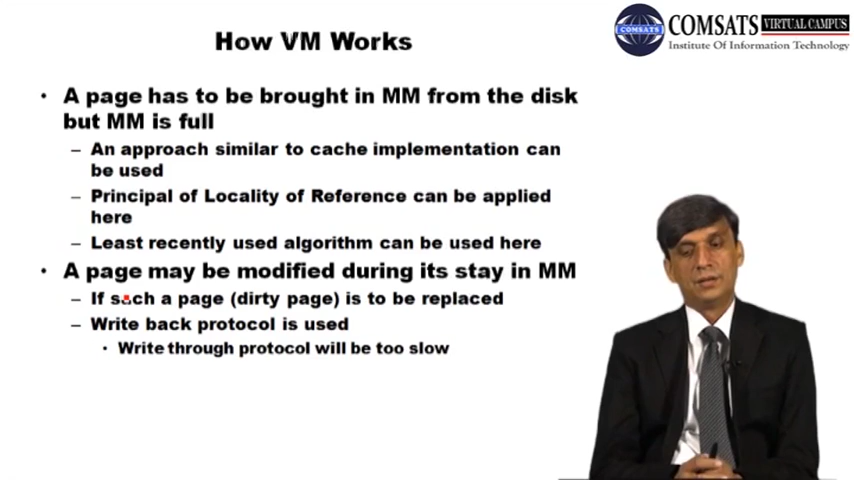 How VM Works
COMSATS VIRTUAL CAMPUS
COMSATS
Institute Of Information Technology
• A page has to be brought in MM from the disk
but MM is full
– An approach similar to cache implementation can
be used
– Principal of Locality of Reference can be applied
here
– Least recently used algorithm can be used here
• A page may be modified during its stay in MM
– If such a page (dirty page) is to be replaced
– Write back protocol is used
• Write through protocol will be too slow